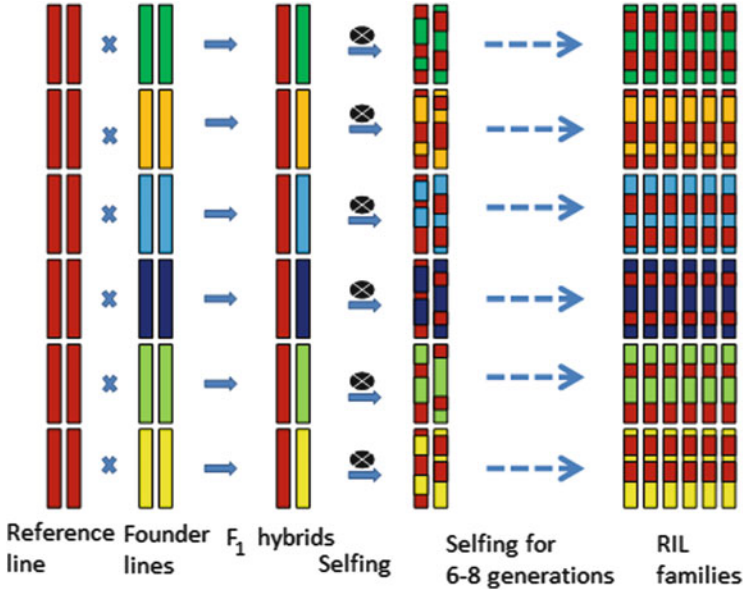 Reference line
Founder lines
F1 hybrids
Selfing
Selfing for 6-8 generations
RIL families